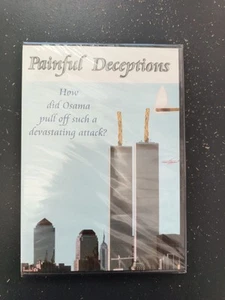 Painful Deceptions
How
did Osama
pull off such a
devastating attack?